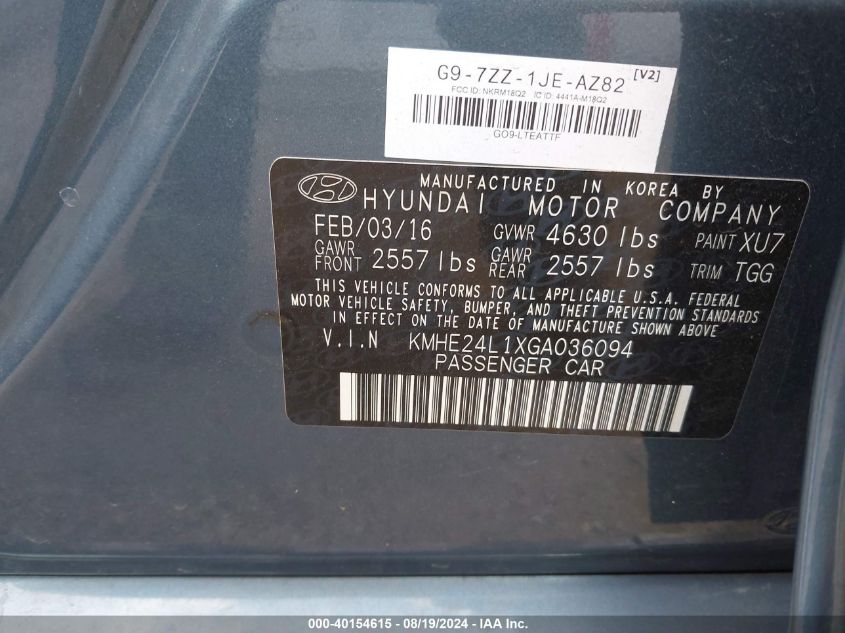 G9-7ZZ-1JE-AZ82 [V2]
FCC ID: NKRM18Q2 IC ID: 4441A-M18Q2
GO9-LTEATTF
MANUFACTURED IN KOREA BY
HYUNDAI MOTOR COMPANY
FEB/03/16 GVWR 4630 lbs PAINT XU7
GAWR FRONT 2557 lbs GAWR REAR 2557 lbs TRIM TGG
THIS VEHICLE CONFORMS TO ALL APPLICABLE U.S.A. FEDERAL
MOTOR VEHICLE SAFETY, BUMPER, AND THEFT PREVENTION STANDARDS
IN EFFECT ON THE DATE OF MANUFACTURE SHOWN ABOVE
V.I.N KMHE24L1XGA036094
PASSENGER CAR
000-40154615 - 08/19/2024 - IAA Inc.